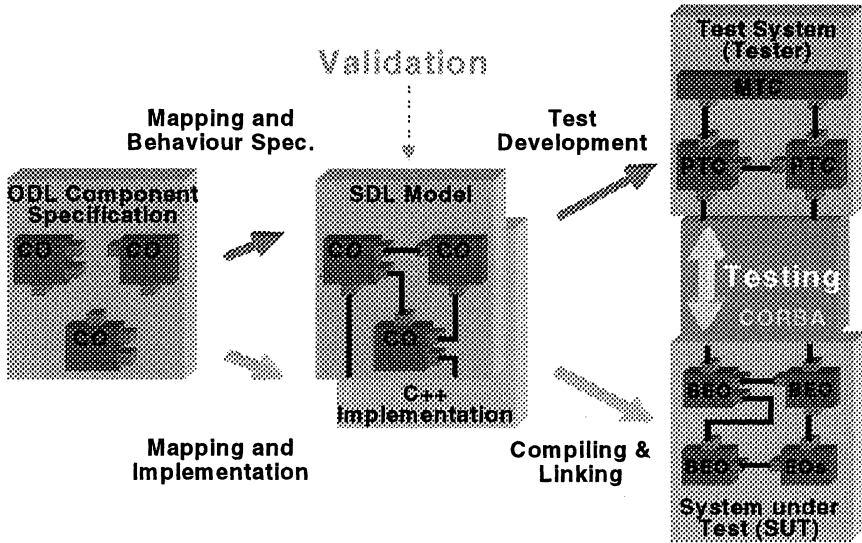 Validation
Mapping and
Behaviour Spec.
Test
Development
Test System
(Tester)
MTC
PTC
PTC
ODL Component
Specification
CO
CO
CO
SDL Model
CO
CO
CO
C++
Implementation
Testing
CORBA
Mapping and
Implementation
Compiling &
Linking
BEO
BEO
BEO
EOs
System under
Test (SUT)